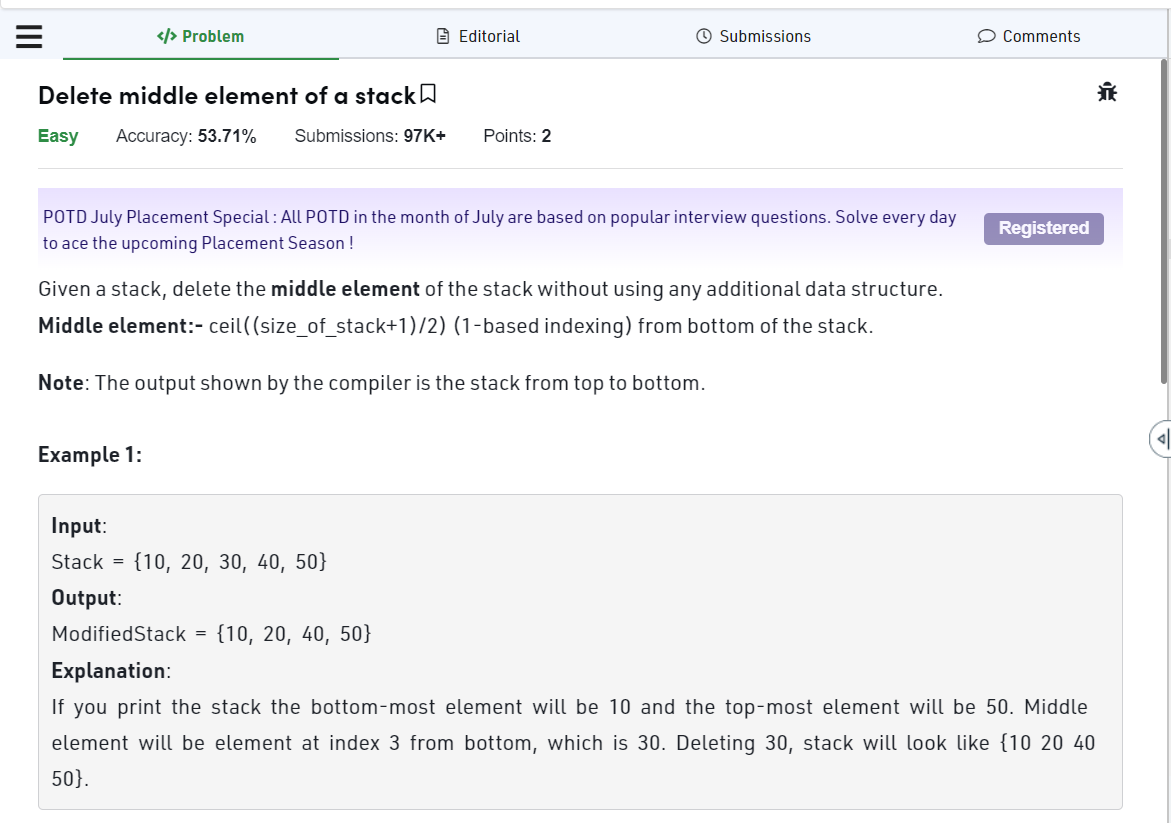 </> Problem
Editorial
Submissions
Comments
Delete middle element of a stack
Easy Accuracy: 53.71% Submissions: 97K+ Points: 2
POTD July Placement Special : All POTD in the month of July are based on popular interview questions. Solve every day
to ace the upcoming Placement Season !
Registered
Given a stack, delete the middle element of the stack without using any additional data structure.
Middle element:- ceil((size_of_stack+1)/2) (1-based indexing) from bottom of the stack.
Note: The output shown by the compiler is the stack from top to bottom.
Example 1:
Input:
Stack = {10, 20, 30, 40, 50}
Output:
ModifiedStack = {10, 20, 40, 50}
Explanation:
If you print the stack the bottom-most element will be 10 and the top-most element will be 50. Middle
element will be element at index 3 from bottom, which is 30. Deleting 30, stack will look like {10 20 40
50}.